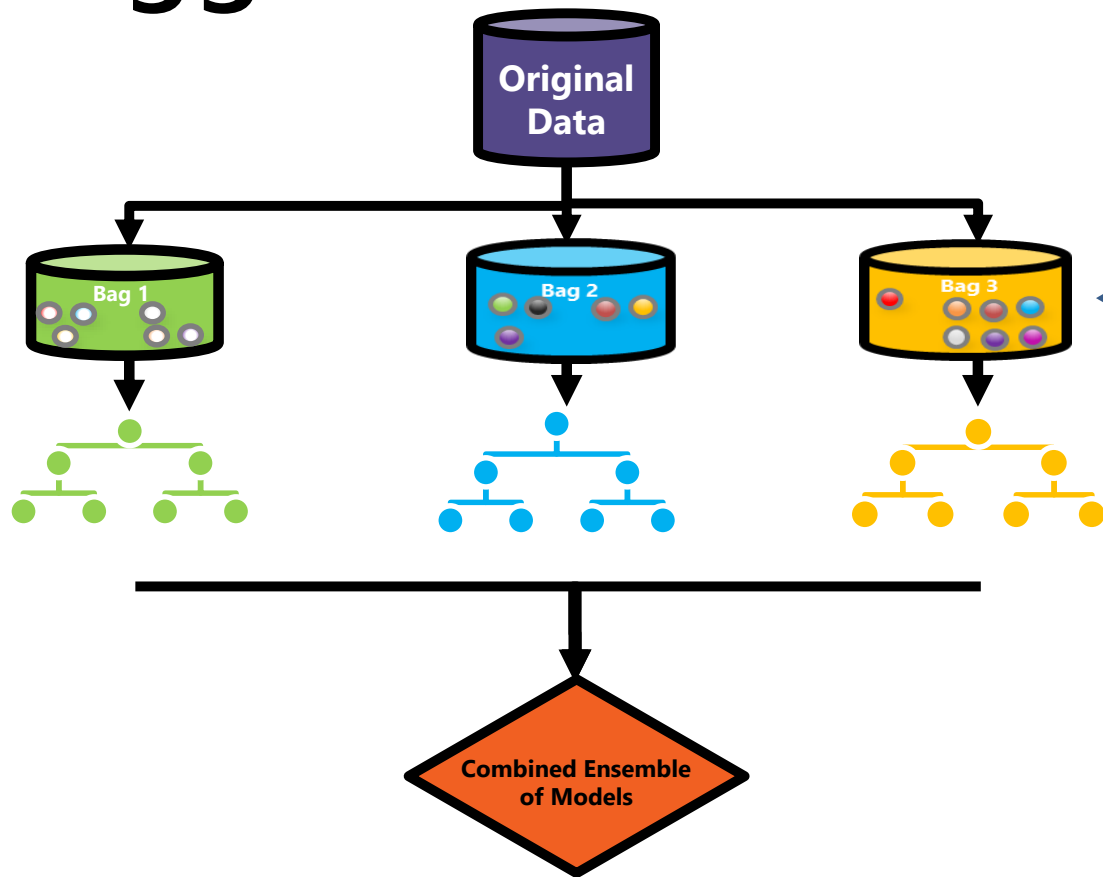 Original
Data
Bag 1
Bag 2
Bag 3
Combined Ensemble
of Models